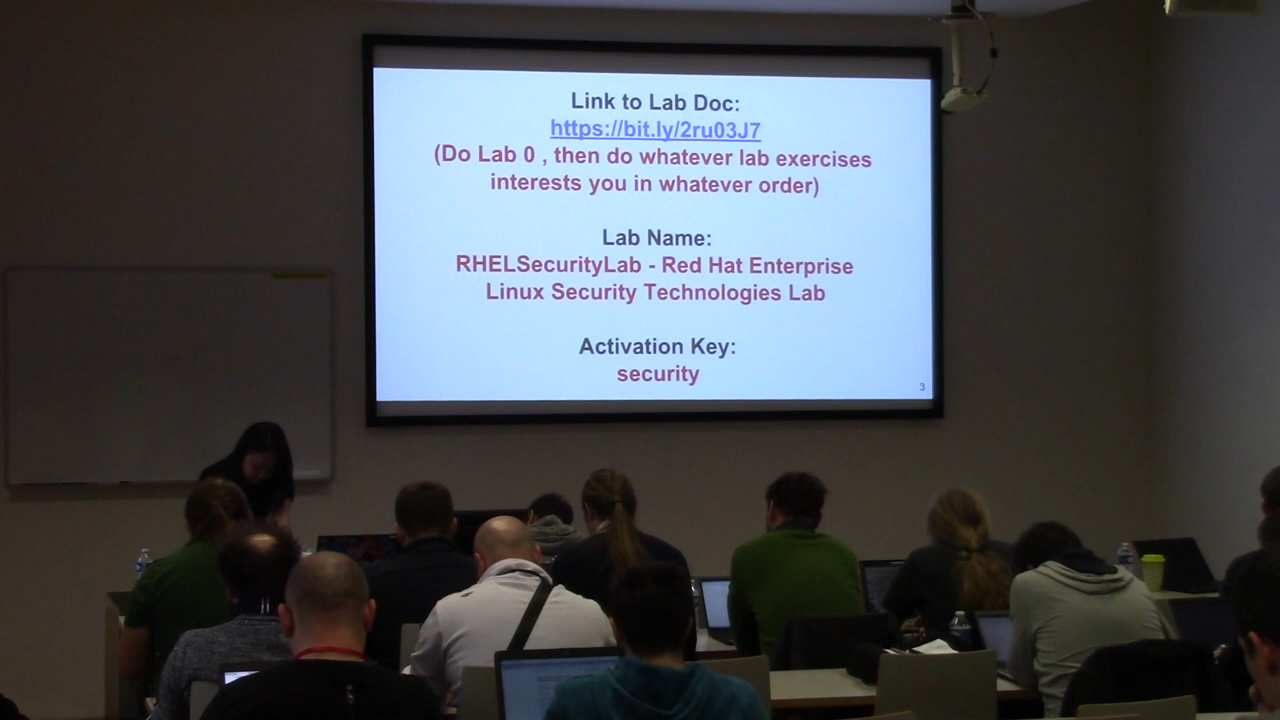 Link to Lab Doc:
https://bit.ly/2ru03J7
(Do Lab 0 , then do whatever lab exercises
interests you in whatever order)
Lab Name:
RHELSecurityLab - Red Hat Enterprise
Linux Security Technologies Lab
Activation Key:
security
3